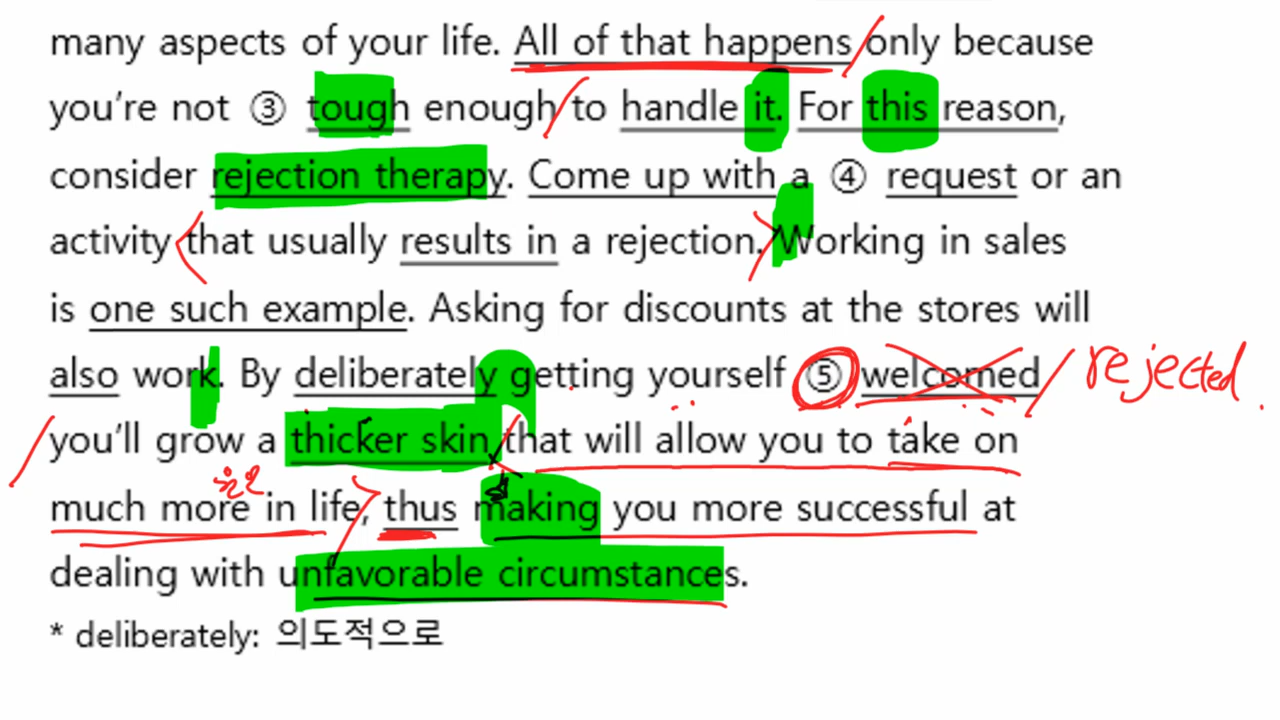 many aspects of your life. All of that happens only because
you're not ③ tough enough to handle it. For this reason,
consider rejection therapy. Come up with a ④ request or an
activity that usually results in a rejection. Working in sales
is one such example. Asking for discounts at the stores will
also work. By deliberately getting yourself ⑤ welcomed rejected.
you'll grow a thicker skin that will allow you to take on
much more in life, thus making you more successful at
dealing with unfavorable circumstances.
* deliberately: 의도적으로